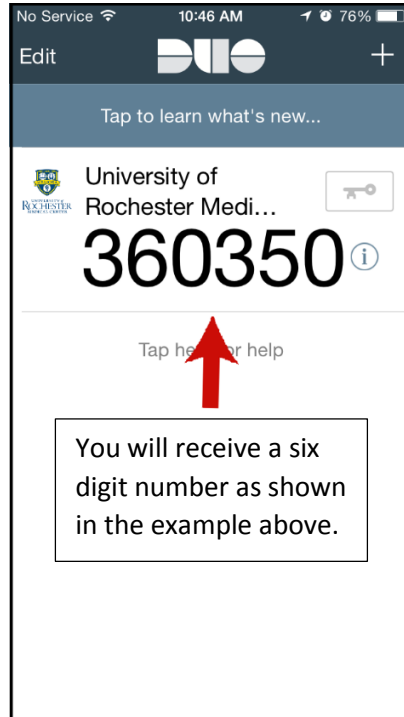 No Service 10:46 AM 76%
Edit DUO +
Tap to learn what's new...
University of
ROCHESTER Rochester Medi...
360350 i
Tap he or help
You will receive a six
digit number as shown
in the example above.